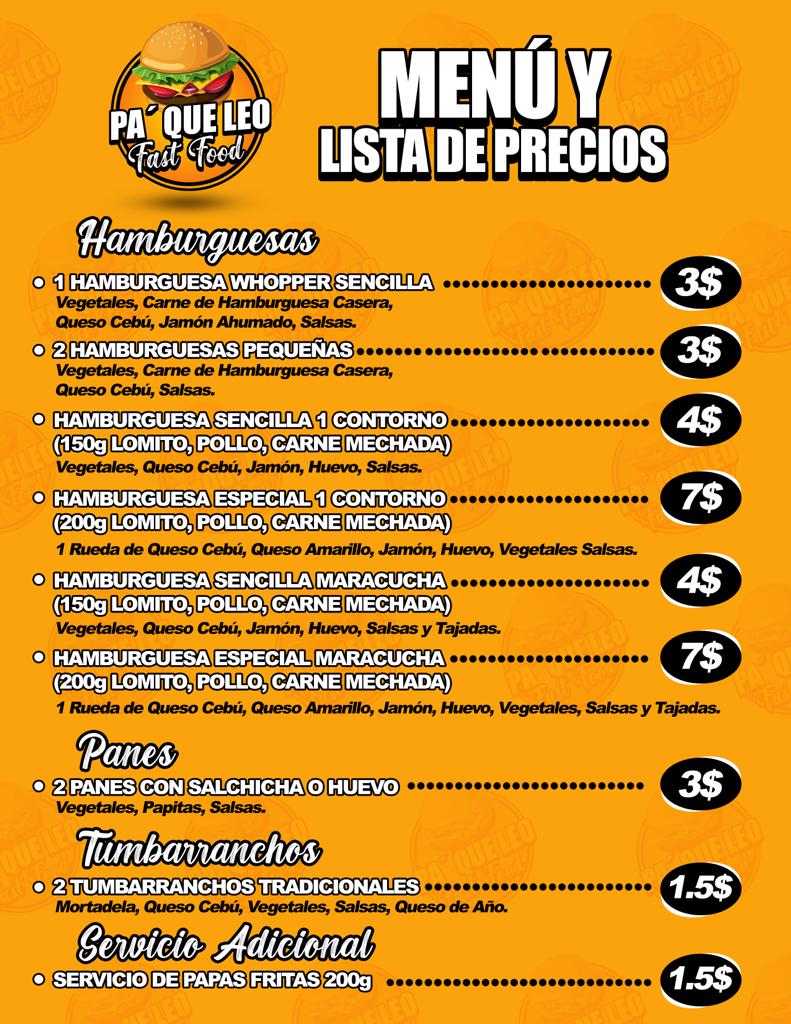 PA´ QUE LEO
Fast Food
MENÚ Y
LISTA DE PRECIOS
Hamburguesas
1 HAMBURGUESA WHOPPER SENCILLA 3$
Vegetales, Carne de Hamburguesa Casera,
Queso Cebú, Jamón Ahumado, Salsas.
2 HAMBURGUESAS PEQUEÑAS 3$
Vegetales, Carne de Hamburguesa Casera,
Queso Cebú, Salsas.
HAMBURGUESA SENCILLA 1 CONTORNO 4$
(150g LOMITO, POLLO, CARNE MECHADA)
Vegetales, Queso Cebú, Jamón, Huevo, Salsas.
HAMBURGUESA ESPECIAL 1 CONTORNO 7$
(200g LOMITO, POLLO, CARNE MECHADA)
1 Rueda de Queso Cebú, Queso Amarillo, Jamón, Huevo, Vegetales Salsas.
HAMBURGUESA SENCILLA MARACUCHA 4$
(150g LOMITO, POLLO, CARNE MECHADA)
Vegetales, Queso Cebú, Jamón, Huevo, Salsas y Tajadas.
HAMBURGUESA ESPECIAL MARACUCHA 7$
(200g LOMITO, POLLO, CARNE MECHADA)
1 Rueda de Queso Cebú, Queso Amarillo, Jamón, Huevo, Vegetales, Salsas y Tajadas.
Panes
2 PANES CON SALCHICHA O HUEVO 3$
Vegetales, Papitas, Salsas.
Tumbarranchos
2 TUMBARRANCHOS TRADICIONALES 1.5$
Mortadela, Queso Cebú, Vegetales, Salsas, Queso de Año.
Servicio Adicional
SERVICIO DE PAPAS FRITAS 200g 1.5$